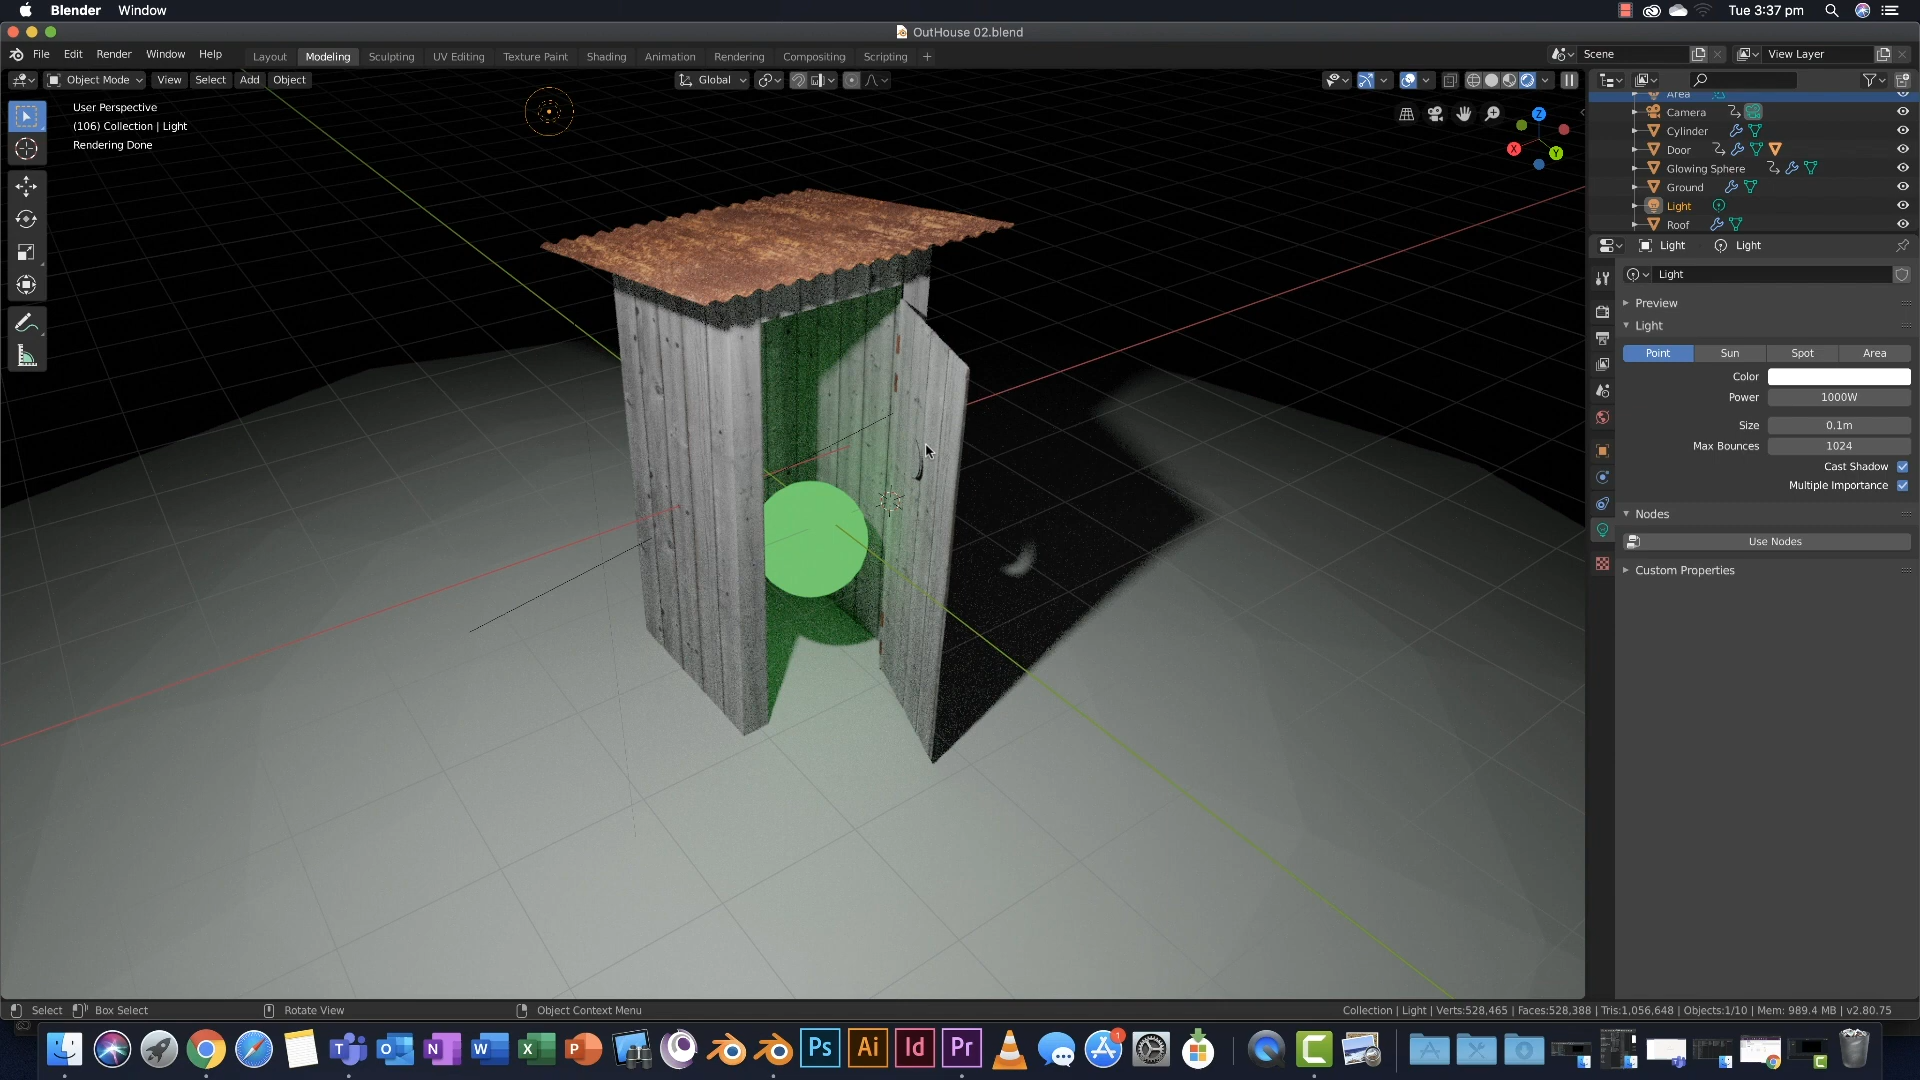 Blender Window Tue 3:37 pm
OutHouse 02.blend
File Edit Render Window Help Layout Modeling Sculpting UV Editing Texture Paint Shading Animation Rendering Compositing Scripting + Scene View Layer
Object Mode View Select Add Object Global
User Perspective
(106) Collection | Light
Rendering Done
Z
X
Y
Area
Camera
Cylinder
Door
Glowing Sphere
Ground
Light
Roof
Light Light
Light
Preview
Light
Point Sun Spot Area
Color
Power 1000W
Size 0.1m
Max Bounces 1024
Cast Shadow
Multiple Importance
Nodes
Use Nodes
Custom Properties
Select Box Select Rotate View Object Context Menu Collection | Light | Verts:528,465 | Faces:528,388 | Tris:1,056,648 | Objects:1/10 | Mem: 989.4 MB | v2.80.75
T O N W X P Ps Ai Id Pr 1 C